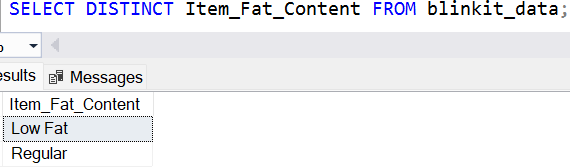 SELECT DISTINCT Item_Fat_Content FROM blinkit_data;
esults Messages
Item_Fat_Content
Low Fat
Regular